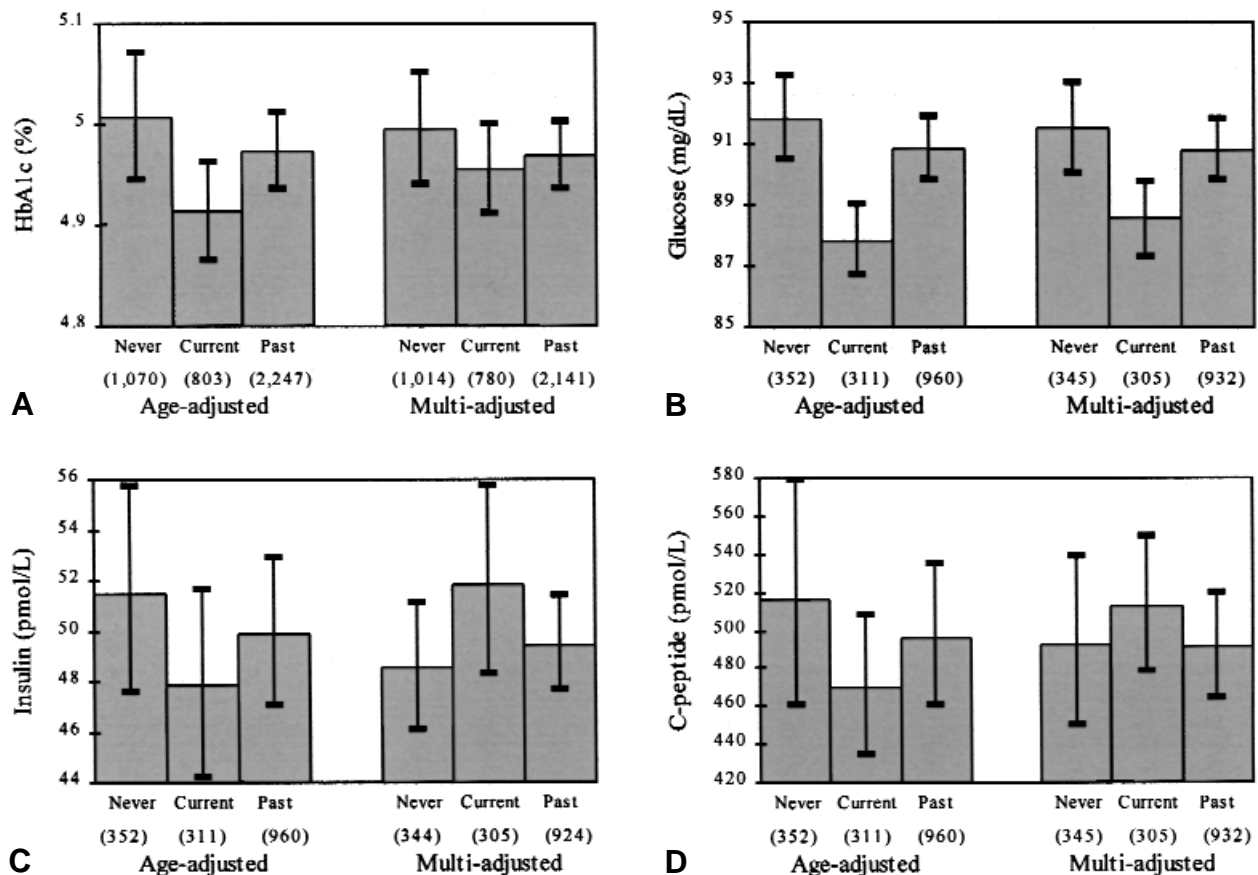 5.1
5
4.9
4.8
HbA1c (%)
Never Current Past Never Current Past
(1,070) (803) (2,247) (1,014) (780) (2,141)
A Age-adjusted Multi-adjusted
95
93
91
89
87
85
Glucose (mg/dL)
Never Current Past Never Current Past
(352) (311) (960) (345) (305) (932)
B Age-adjusted Multi-adjusted
56
54
52
50
48
46
44
Insulin (pmol/L)
Never Current Past Never Current Past
(352) (311) (960) (344) (305) (924)
C Age-adjusted Multi-adjusted
580
560
540
520
500
480
460
440
420
C-peptide (pmol/L)
Never Current Past Never Current Past
(352) (311) (960) (345) (305) (932)
D Age-adjusted Multi-adjusted